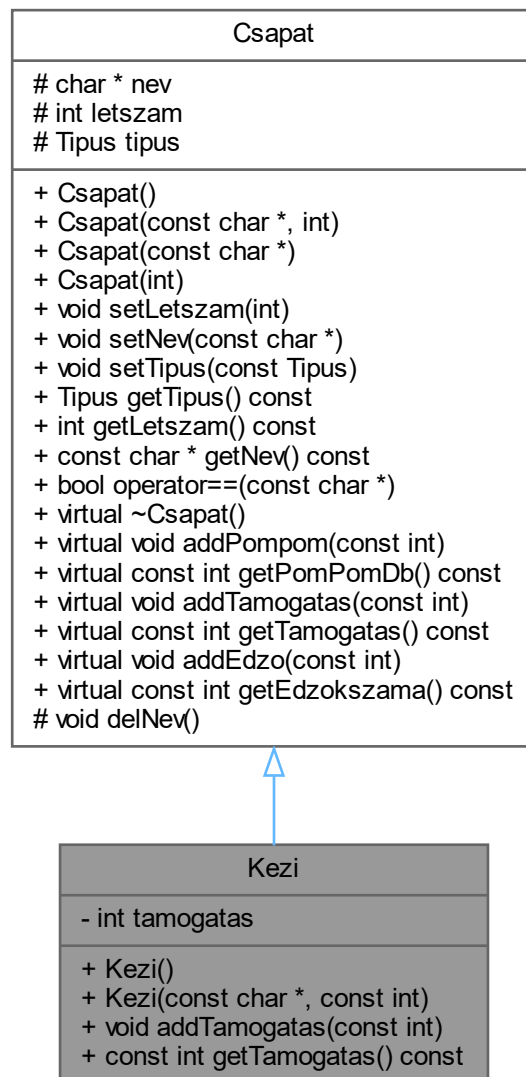 Csapat
# char * nev
# int letszam
# Tipus tipus
+ Csapat()
+ Csapat(const char *, int)
+ Csapat(const char *)
+ Csapat(int)
+ void setLetszam(int)
+ void setNev(const char *)
+ void setTipus(const Tipus)
+ Tipus getTipus() const
+ int getLetszam() const
+ const char * getNev() const
+ bool operator==(const char *)
+ virtual ~Csapat()
+ virtual void addPompom(const int)
+ virtual const int getPomPomDb() const
+ virtual void addTamogatas(const int)
+ virtual const int getTamogatas() const
+ virtual void addEdzo(const int)
+ virtual const int getEdzokszama() const
# void delNev()
Kezi
- int tamogatas
+ Kezi()
+ Kezi(const char *, const int)
+ void addTamogatas(const int)
+ const int getTamogatas() const